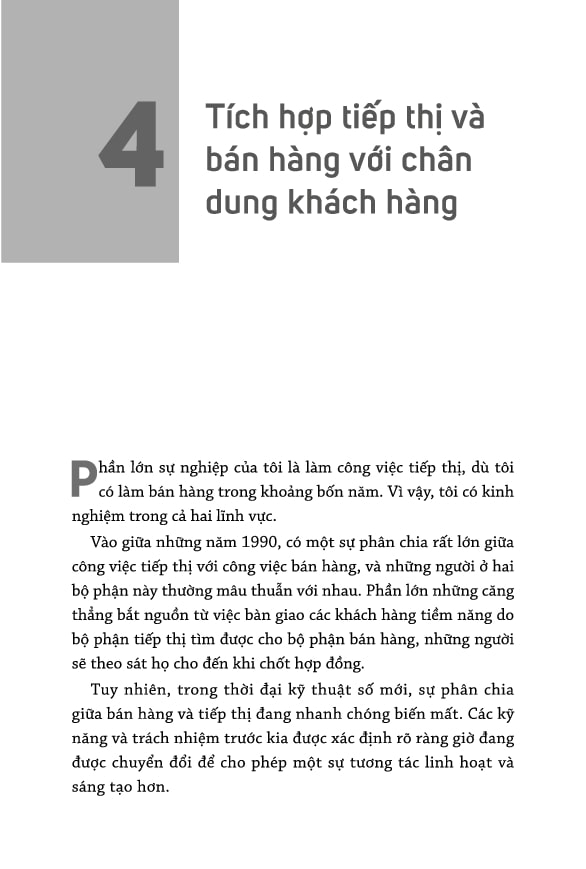 4
Tích hợp tiếp thị và
bán hàng với chân
dung khách hàng
Phần lớn sự nghiệp của tôi là làm công việc tiếp thị, dù tôi
có làm bán hàng trong khoảng bốn năm. Vì vậy, tôi có kinh
nghiệm trong cả hai lĩnh vực.
Vào giữa những năm 1990, có một sự phân chia rất lớn giữa
công việc tiếp thị với công việc bán hàng, và những người ở hai
bộ phận này thường mâu thuẫn với nhau. Phần lớn những căng
thẳng bắt nguồn từ việc bàn giao các khách hàng tiềm năng do
bộ phận tiếp thị tìm được cho bộ phận bán hàng, những người
sẽ theo sát họ cho đến khi chốt hợp đồng.
Tuy nhiên, trong thời đại kỹ thuật số mới, sự phân chia
giữa bán hàng và tiếp thị đang nhanh chóng biến mất. Các kỹ
năng và trách nhiệm trước kia được xác định rõ ràng giờ đang
được chuyển đổi để cho phép một sự tương tác linh hoạt và
sáng tạo hơn.